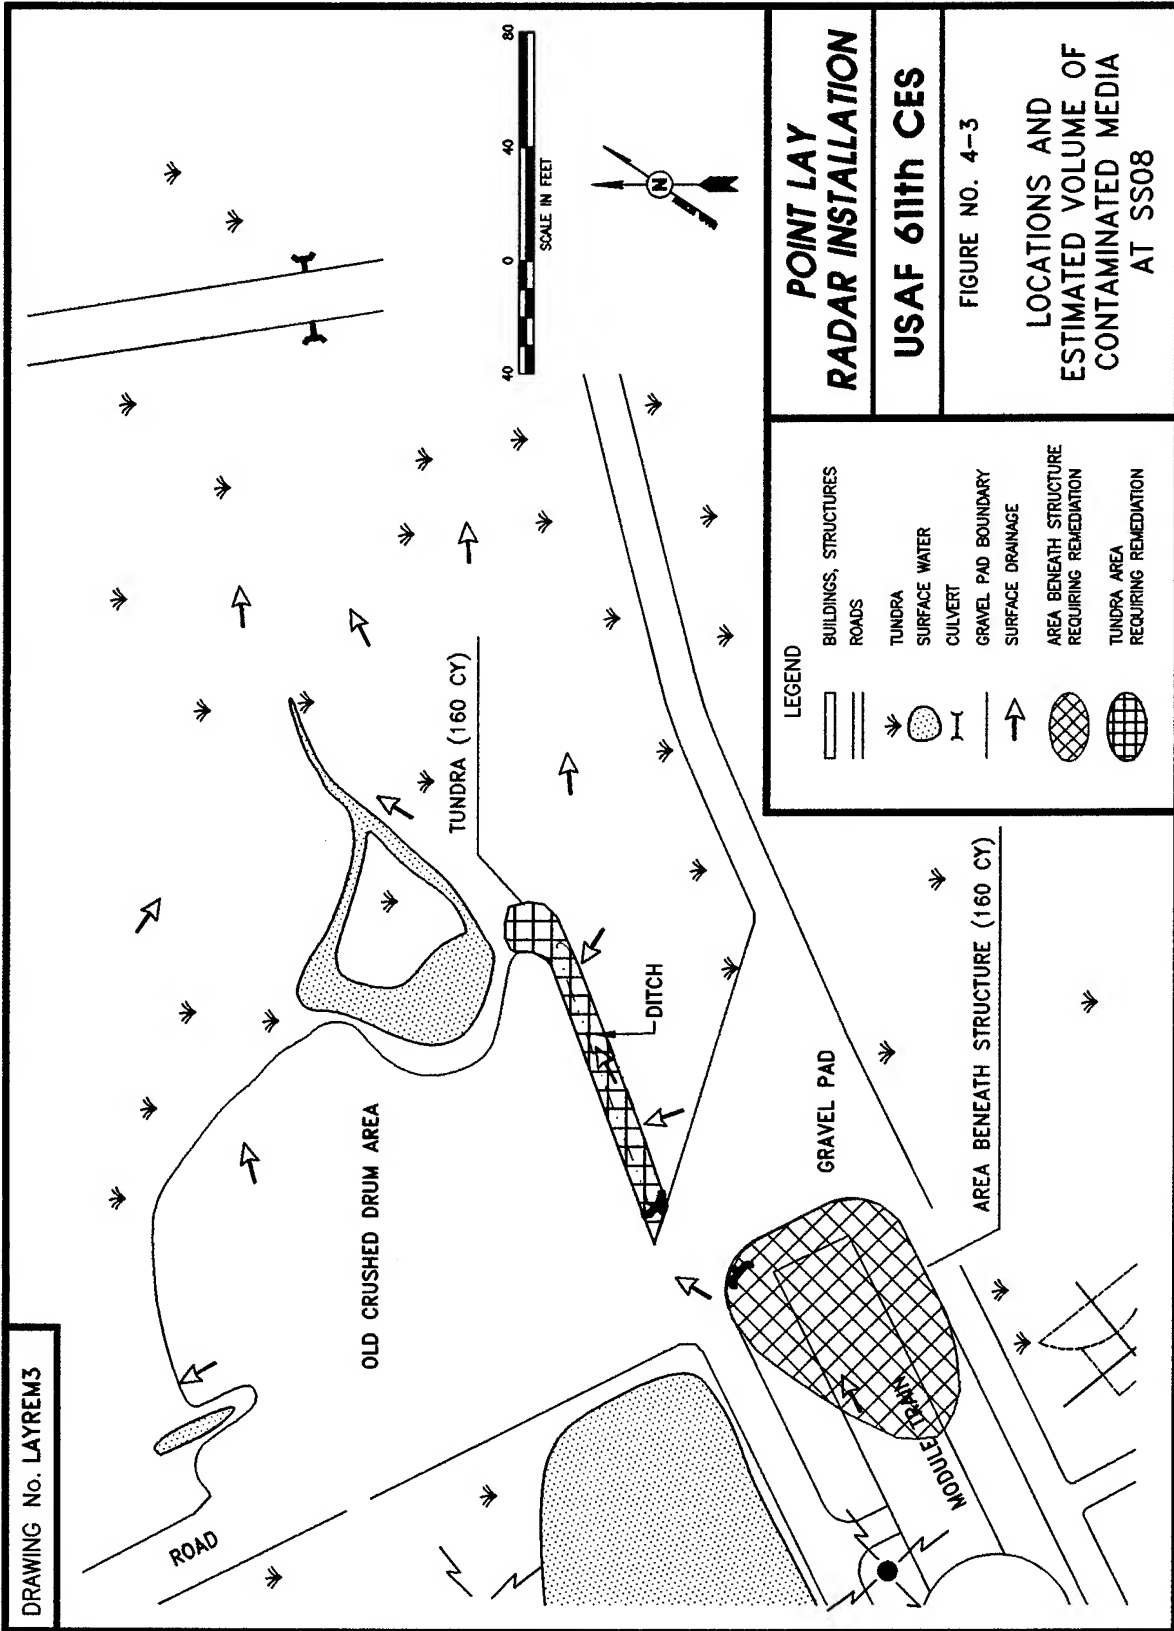 DRAWING No. LAYREM3
ROAD
OLD CRUSHED DRUM AREA
TUNDRA (160 CY)
DITCH
GRAVEL PAD
MODULE TRAIN
AREA BENEATH STRUCTURE (160 CY)
40 0 40 80
SCALE IN FEET
N
LEGEND
BUILDINGS, STRUCTURES
ROADS
TUNDRA
SURFACE WATER
CULVERT
GRAVEL PAD BOUNDARY
SURFACE DRAINAGE
AREA BENEATH STRUCTURE
REQUIRING REMEDIATION
TUNDRA AREA
REQUIRING REMEDIATION
POINT LAY
RADAR INSTALLATION
USAF 611th CES
FIGURE NO. 4-3
LOCATIONS AND
ESTIMATED VOLUME OF
CONTAMINATED MEDIA
AT SS08